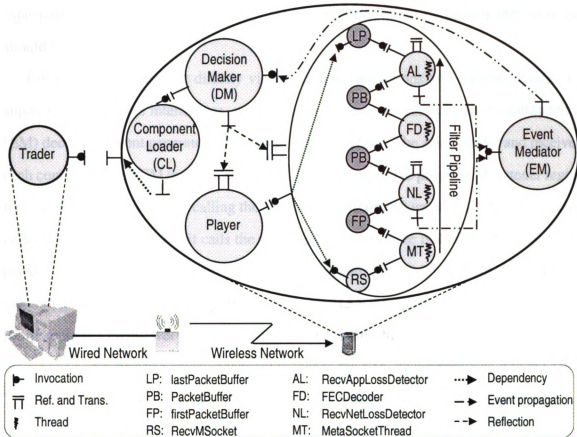 Decision
Maker
(DM)
Component
Loader
(CL)
Trader
Player
LP
AL
PB
FD
PB
NL
FP
MT
RS
Filter Pipeline
Event
Mediator
(EM)
Wired Network
Wireless Network
Invocation
Ref. and Trans.
Thread
LP: lastPacketBuffer
PB: PacketBuffer
FP: firstPacketBuffer
RS: RecvMSocket
AL: RecvAppLossDetector
FD: FECDecoder
NL: RecvNetLossDetector
MT: MetaSocketThread
Dependency
Event propagation
Reflection